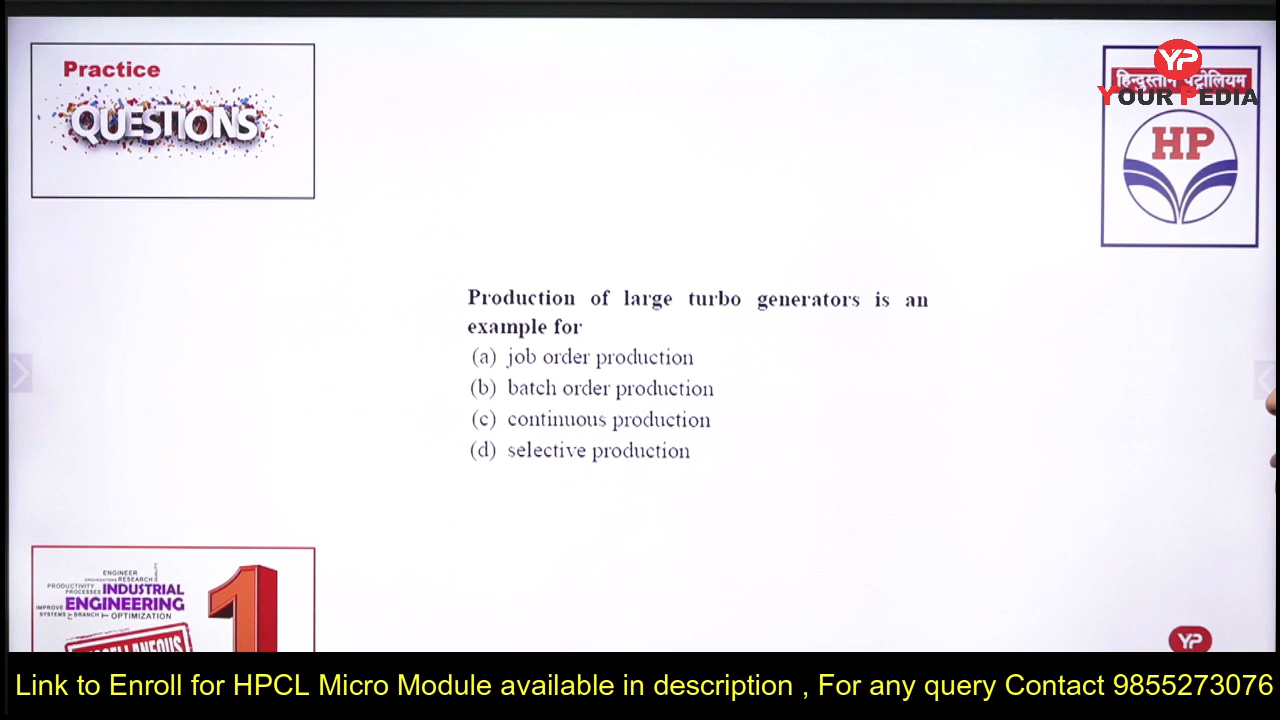 Practice
QUESTIONS
YP
हिन्दुस्तान पेट्रोलियम
YOUR PEDIA
HP
Production of large turbo generators is an
example for
(a) job order production
(b) batch order production
(c) continuous production
(d) selective production
ENGINEER
ORGANIZATIONS RESEARCH QUALITY
PRODUCTIVITY
PROCESSES INDUSTRIAL
IMPROVE ENGINEERING
SYSTEMS BRANCH OPTIMIZATION
1
YP
Link to Enroll for HPCL Micro Module available in description , For any query Contact 9855273076